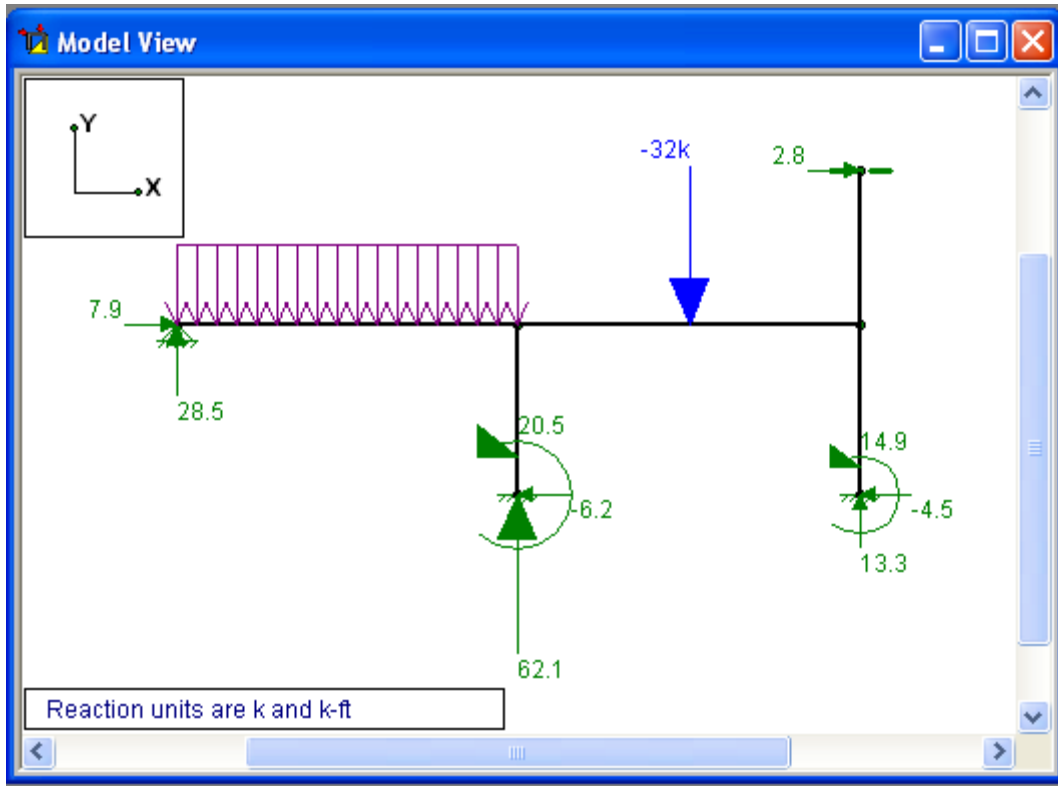 Model View
Y
X
-32k
2.8
7.9
28.5
20.5
14.9
-6.2
-4.5
13.3
62.1
Reaction units are k and k-ft